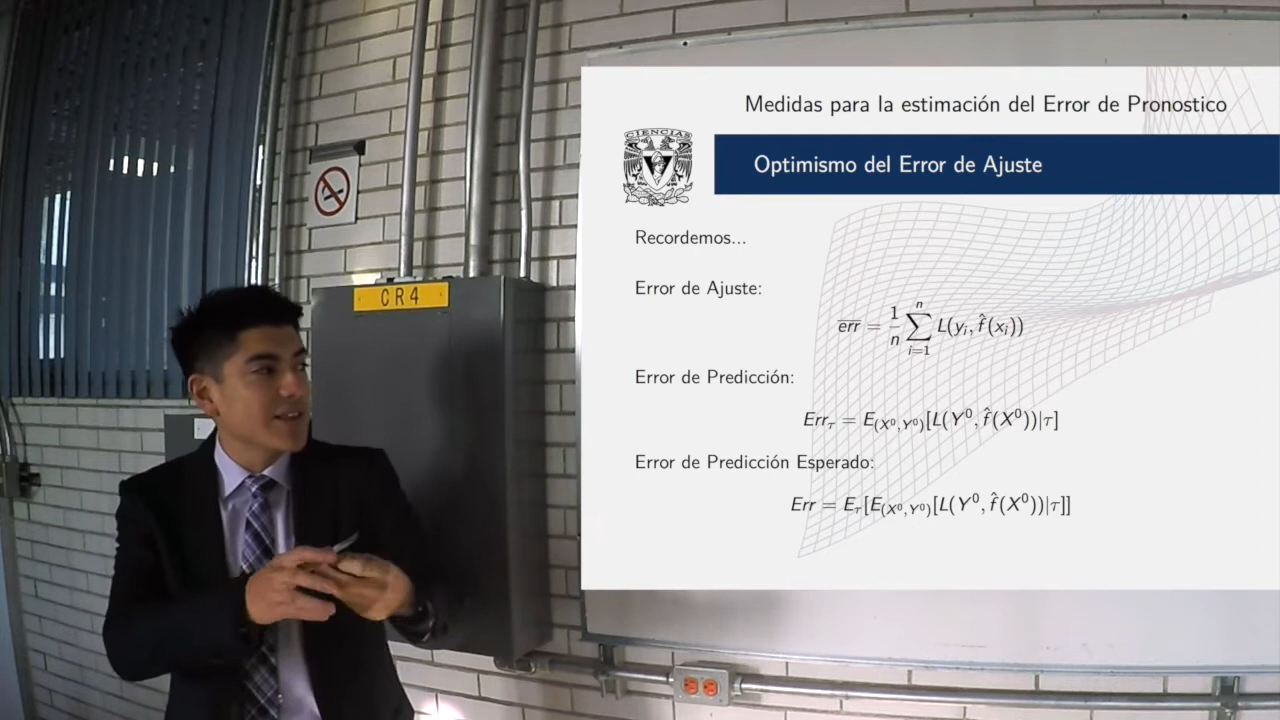 Medidas para la estimación del Error de Pronostico
CIENCIAS
Optimismo del Error de Ajuste
Recordemos...
Error de Ajuste:
$\overline{err} = \frac{1}{n} \sum_{i=1}^{n} L(y_i, \hat{f}(x_i))$
Error de Predicción:
$Err_\tau = E_{(X^0,Y^0)}[L(Y^0, \hat{f}(X^0))|\tau]$
Error de Predicción Esperado:
$Err = E_\tau[E_{(X^0,Y^0)}[L(Y^0, \hat{f}(X^0))|\tau]]$
CR4